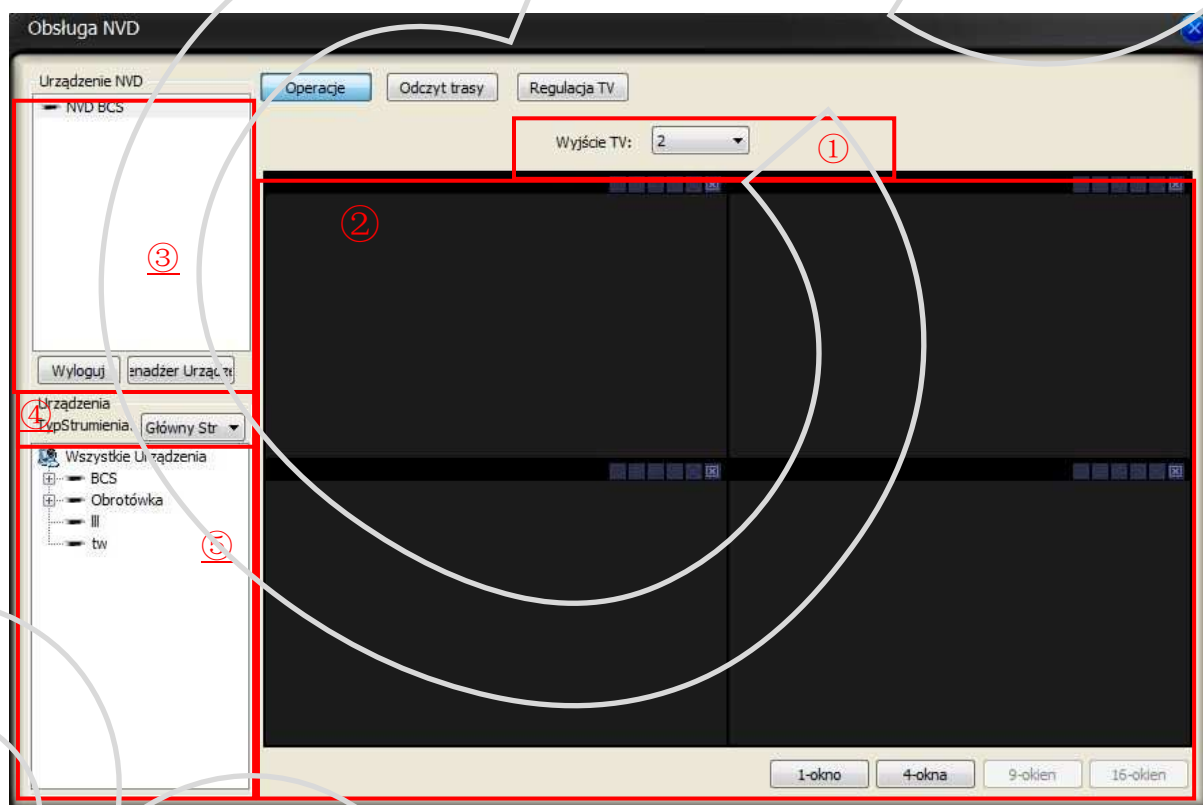 Obsługa NVD
Urządzenie NVD
NVD BCS
Operacje Odczyt trasy Regulacja TV
Wyjście TV: 2
①
②
③
Wyloguj enadżer Urządze
④
Urządzenia
TypStrumienia: Główny Str
Wszystkie Urządzenia
BCS
Obrotówka
lll
tw
⑤
1-okno 4-okna 9-okien 16-okien